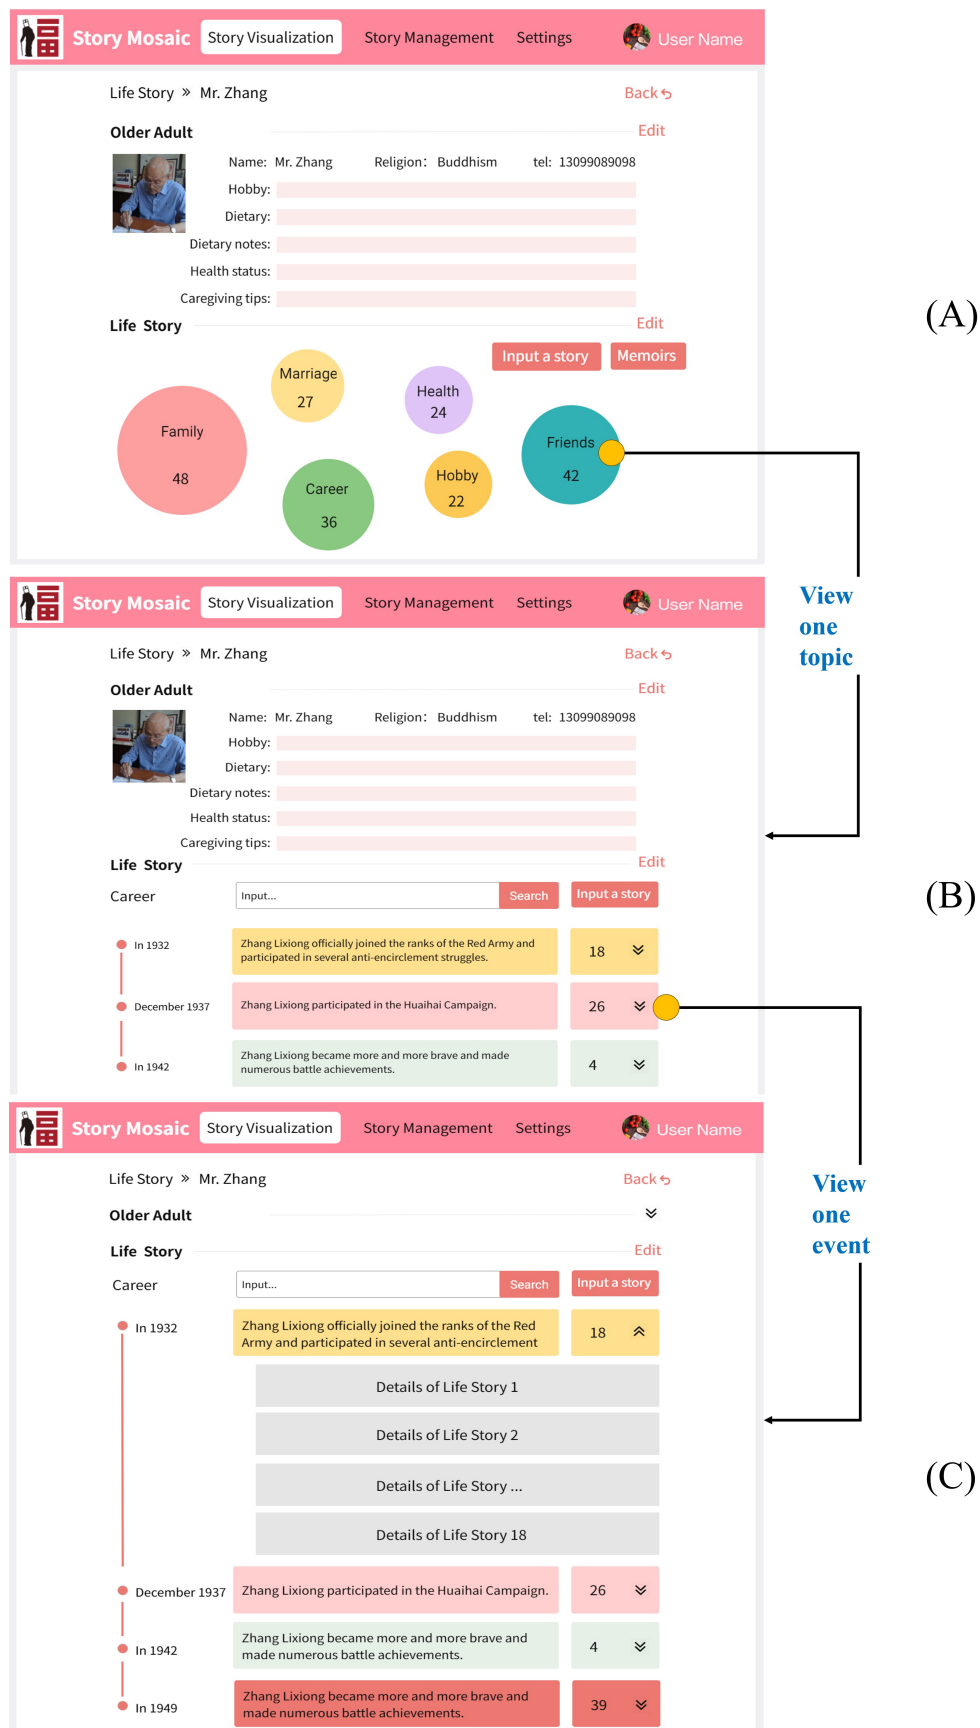 Story Mosaic Story Visualization Story Management Settings User Name
Life Story » Mr. Zhang Back
Older Adult Edit
Name: Mr. Zhang Religion: Buddhism tel: 13099089098
Hobby:
Dietary:
Dietary notes:
Health status:
Caregiving tips:
Life Story Edit
(A)
Input a story Memoirs
Marriage
27
Health
24
Family
48
Friends
42
Career
36
Hobby
22
View
one
topic
Story Mosaic Story Visualization Story Management Settings User Name
Life Story » Mr. Zhang Back
Older Adult Edit
Name: Mr. Zhang Religion: Buddhism tel: 13099089098
Hobby:
Dietary:
Dietary notes:
Health status:
Caregiving tips:
Life Story Edit
(B)
Career Input... Search Input a story
In 1932
Zhang Lixiong officially joined the ranks of the Red Army and
participated in several anti-encirclement struggles.
18
December 1937 Zhang Lixiong participated in the Huaihai Campaign. 26
In 1942
Zhang Lixiong became more and more brave and made
numerous battle achievements.
4
View
one
event
Story Mosaic Story Visualization Story Management Settings User Name
Life Story » Mr. Zhang Back
Older Adult
Life Story Edit
Career Input... Search Input a story
In 1932
Zhang Lixiong officially joined the ranks of the Red
Army and participated in several anti-encirclement
18
Details of Life Story 1
Details of Life Story 2
(C)
Details of Life Story ...
Details of Life Story 18
December 1937 Zhang Lixiong participated in the Huaihai Campaign. 26
In 1942
Zhang Lixiong became more and more brave and
made numerous battle achievements.
4
In 1949
Zhang Lixiong became more and more brave and
made numerous battle achievements.
39